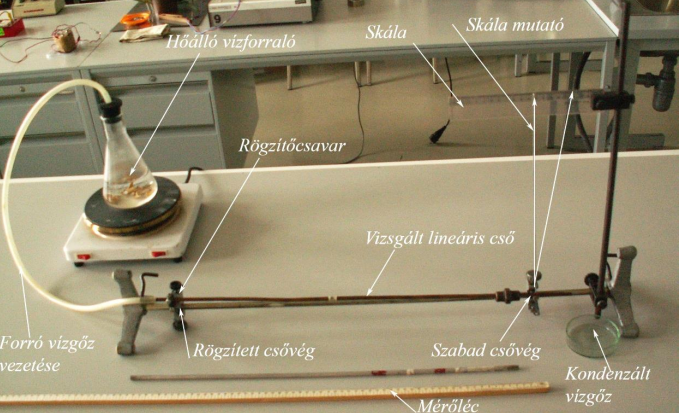 Hőálló vízforraló
Skála
Skála mutató
Rögzítőcsavar
Vizsgált lineáris cső
Forró vízgőz
vezetése
Rögzített csővég
Szabad csővég
Kondenzált
vízgőz
Mérőléc